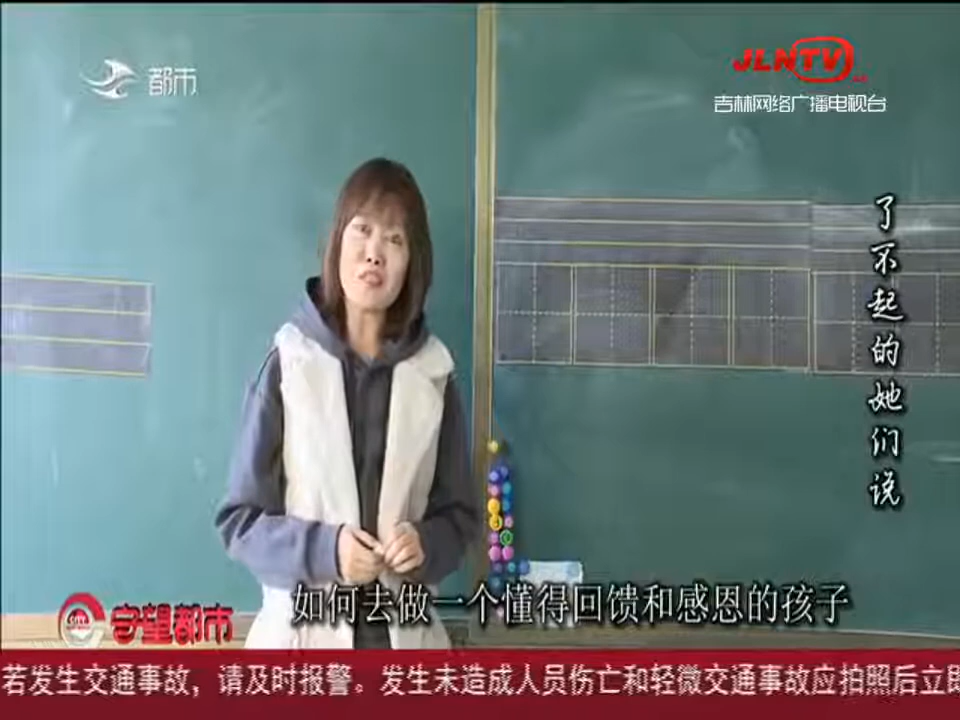 都市
JLNTV
吉林网络广播电视台
了不起的她们说
如何去做一个懂得回馈和感恩的孩子
守望都市
若发生交通事故，请及时报警。发生未造成人员伤亡和轻微交通事故应拍照后立即